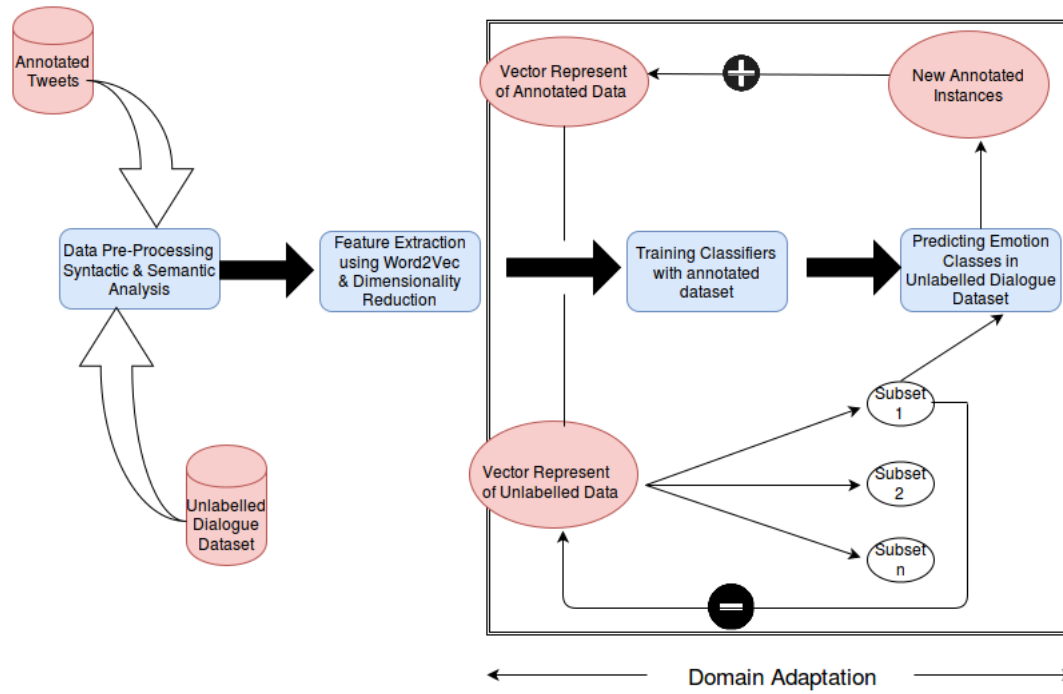 Annotated
Tweets
Vector Represent
of Annotated Data
New Annotated
Instances
Data Pre-Processing
Syntactic & Semantic
Analysis
Feature Extraction
using Word2Vec
& Dimensionality
Reduction
Training Classifiers
with annotated
dataset
Predicting Emotion
Classes in
Unlabelled Dialogue
Dataset
Unlabelled
Dialogue
Dataset
Vector Represent
of Unlabelled Data
Subset
1
Subset
2
Subset
n
Domain Adaptation